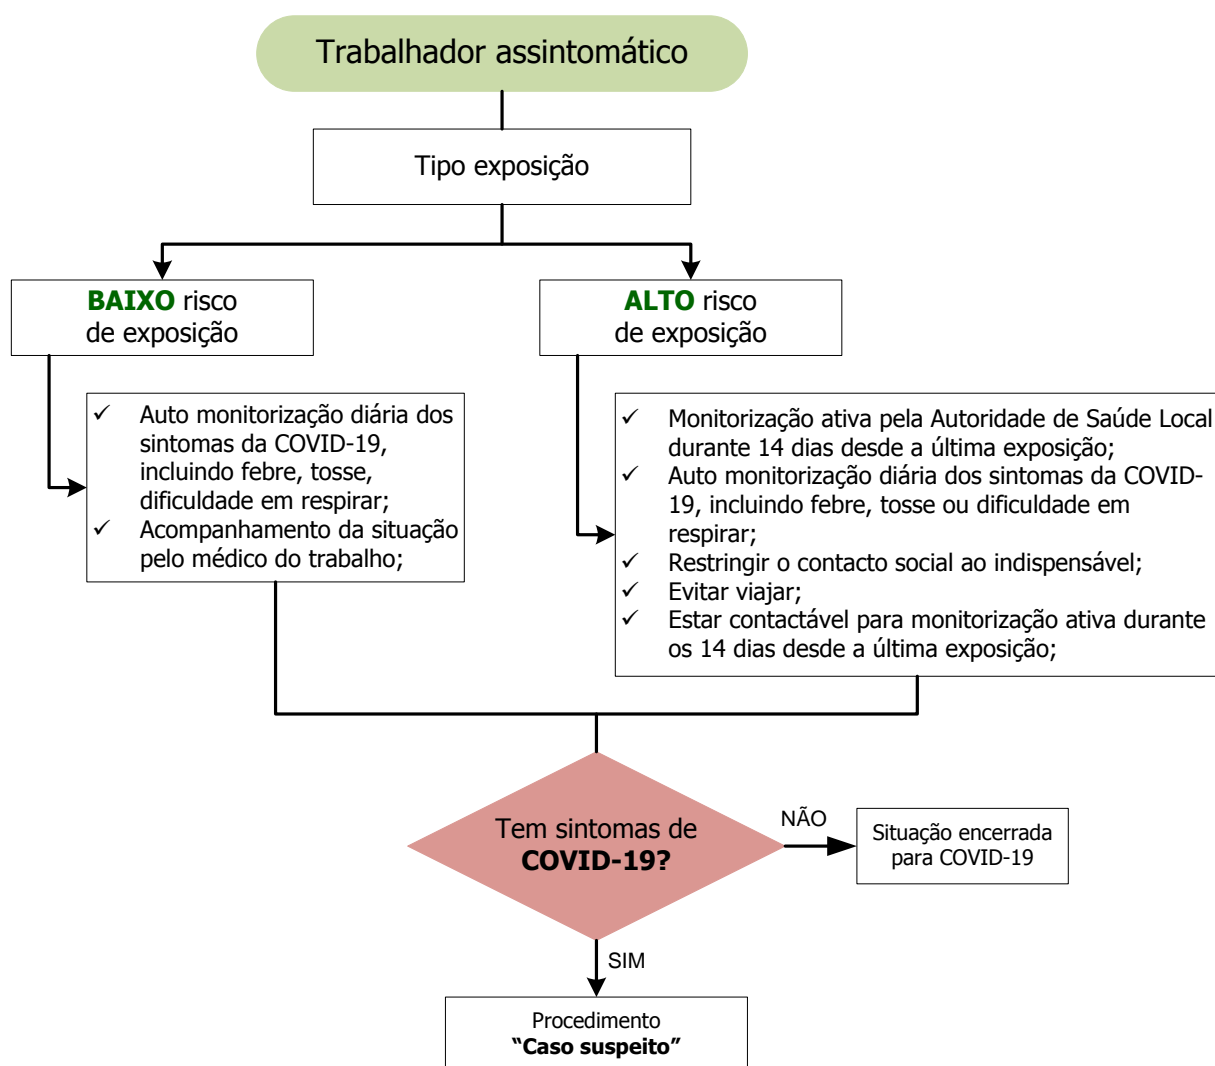 Trabalhador assintomático
Tipo exposição
BAIXO risco
de exposição
ALTO risco
de exposição
✓ Auto monitorização diária dos
sintomas da COVID-19,
incluindo febre, tosse,
dificuldade em respirar;
✓ Acompanhamento da situação
pelo médico do trabalho;
✓ Monitorização ativa pela Autoridade de Saúde Local
durante 14 dias desde a última exposição;
✓ Auto monitorização diária dos sintomas da COVID-
19, incluindo febre, tosse ou dificuldade em
respirar;
✓ Restringir o contacto social ao indispensável;
✓ Evitar viajar;
✓ Estar contactável para monitorização ativa durante
os 14 dias desde a última exposição;
Tem sintomas de
COVID-19?
NÃO
Situação encerrada
para COVID-19
SIM
Procedimento
“Caso suspeito”